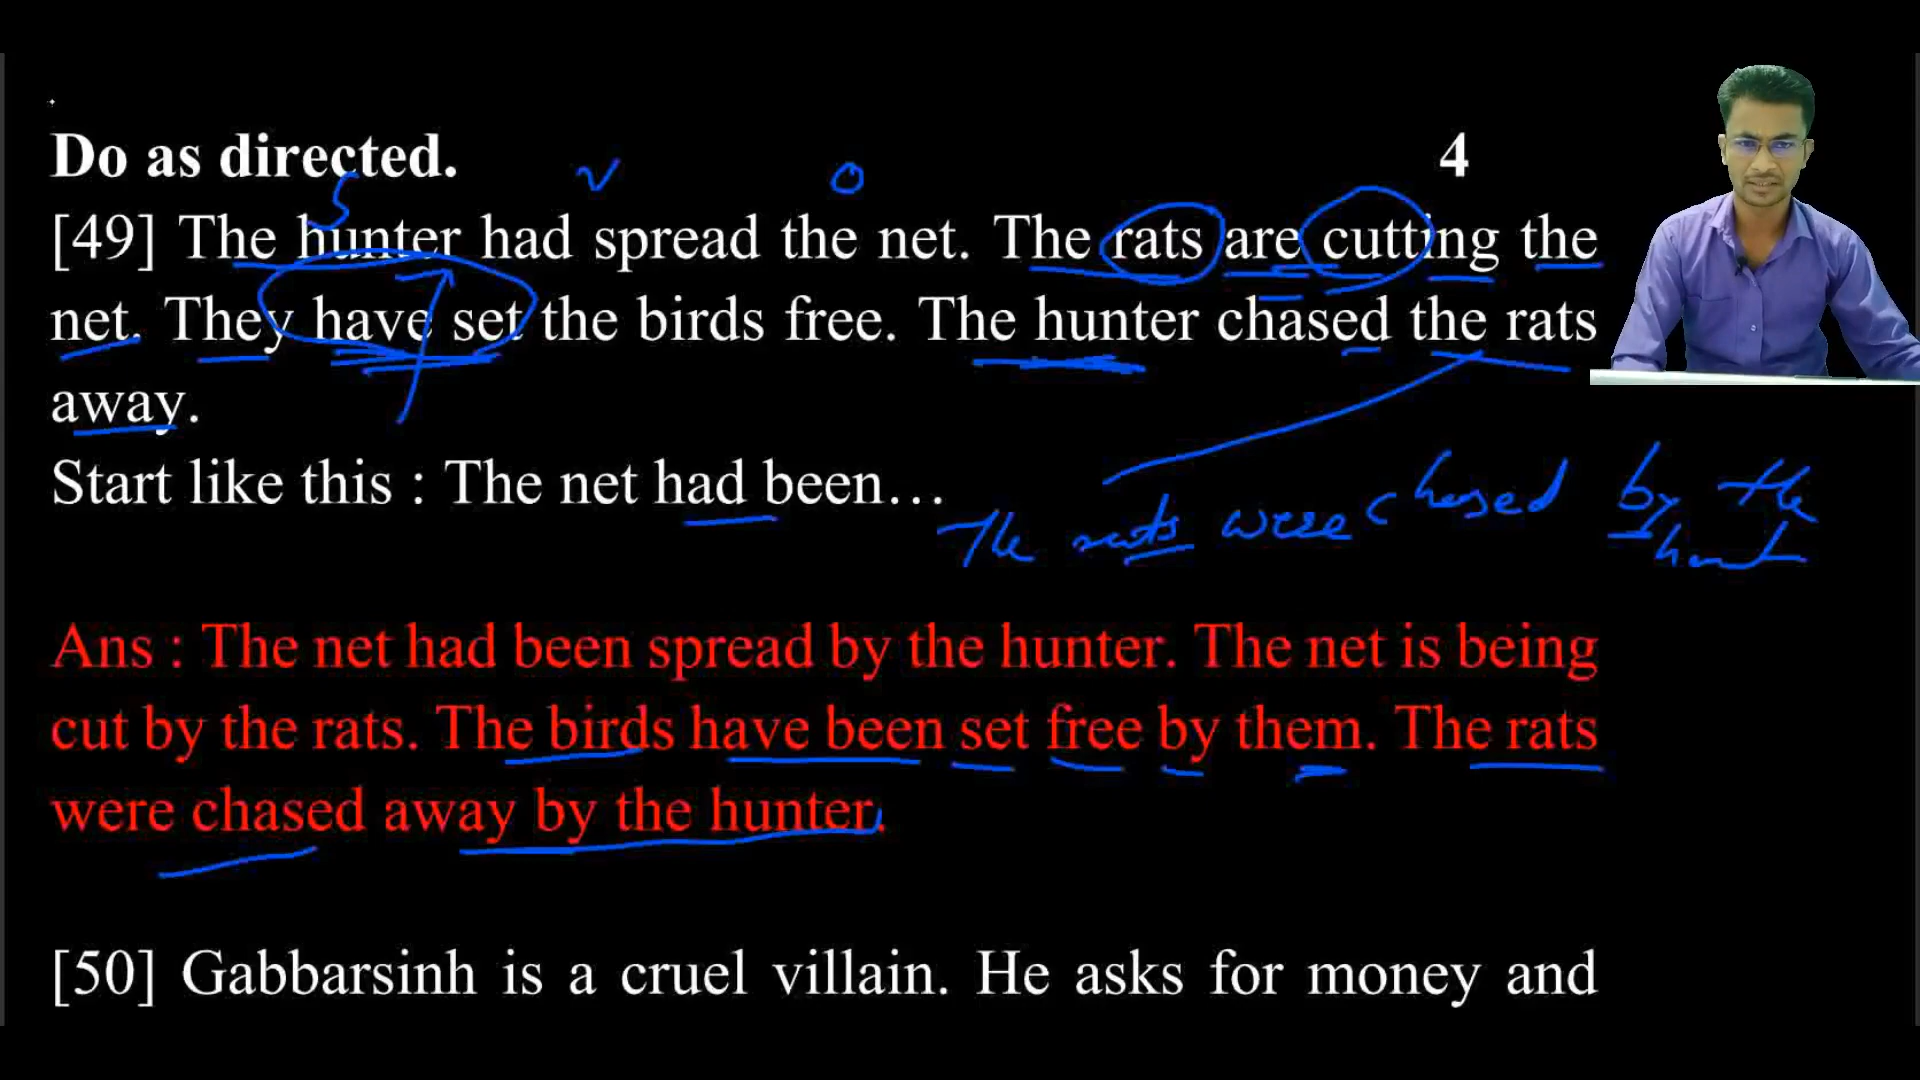 Do as directed. 4
S V O
[49] The hunter had spread the net. The rats are cutting the
net. They have set the birds free. The hunter chased the rats
away.
Start like this : The net had been...
The rats were chased by the
hunt
Ans : The net had been spread by the hunter. The net is being
cut by the rats. The birds have been set free by them. The rats
were chased away by the hunter.
[50] Gabbarsinh is a cruel villain. He asks for money and